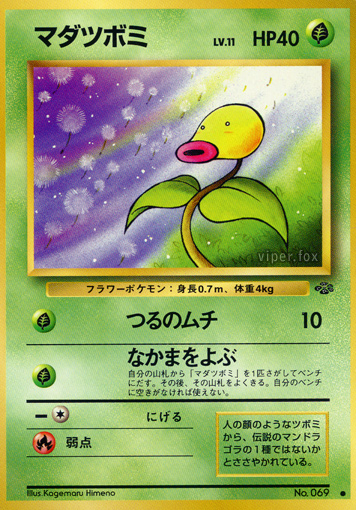 マダツボミ LV.11 HP40
viper.fox
フラワーポケモン：身長0.7m、体重4kg
つるのムチ 10
なかまをよぶ
自分の山札から「マダツボミ」を1匹さがしてベンチ
にだす。その後、その山札をよくきる。自分のベンチ
に空きがなければ使えない。
にげる
弱点
人の顔のようなツボミ
から、伝説のマンドラ
ゴラの1種ではないか
とささやかれている。
Illus.Kagemaru Himeno No. 069